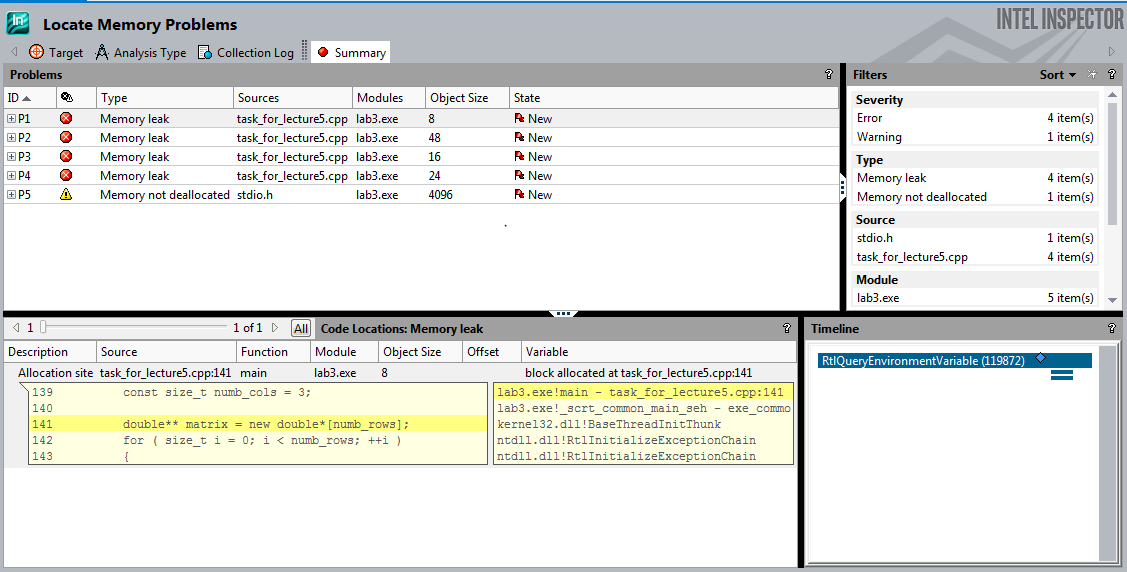 Locate Memory Problems
INTEL INSPECTOR
Target Analysis Type Collection Log Summary
Problems ?
ID Type Sources Modules Object Size State
P1 Memory leak task_for_lecture5.cpp lab3.exe 8 New
P2 Memory leak task_for_lecture5.cpp lab3.exe 48 New
P3 Memory leak task_for_lecture5.cpp lab3.exe 16 New
P4 Memory leak task_for_lecture5.cpp lab3.exe 24 New
P5 Memory not deallocated stdio.h lab3.exe 4096 New
Filters Sort ?
Severity
Error 4 item(s)
Warning 1 item(s)
Type
Memory leak 4 item(s)
Memory not deallocated 1 item(s)
Source
stdio.h 1 item(s)
task_for_lecture5.cpp 4 item(s)
Module
lab3.exe 5 item(s)
1 1 of 1 All Code Locations: Memory leak ?
Description Source Function Module Object Size Offset Variable
Allocation site task_for_lecture5.cpp:141 main lab3.exe 8 block allocated at task_for_lecture5.cpp:141
139 const size_t numb_cols = 3;
140
141 double** matrix = new double*[numb_rows];
142 for ( size_t i = 0; i < numb_rows; ++i )
143 {
lab3.exe!main - task_for_lecture5.cpp:141
lab3.exe!_scrt_common_main_seh - exe_commo
kernel32.dll!BaseThreadInitThunk
ntdll.dll!RtlInitializeExceptionChain
ntdll.dll!RtlInitializeExceptionChain
Timeline ?
RtlQueryEnvironmentVariable (119872)